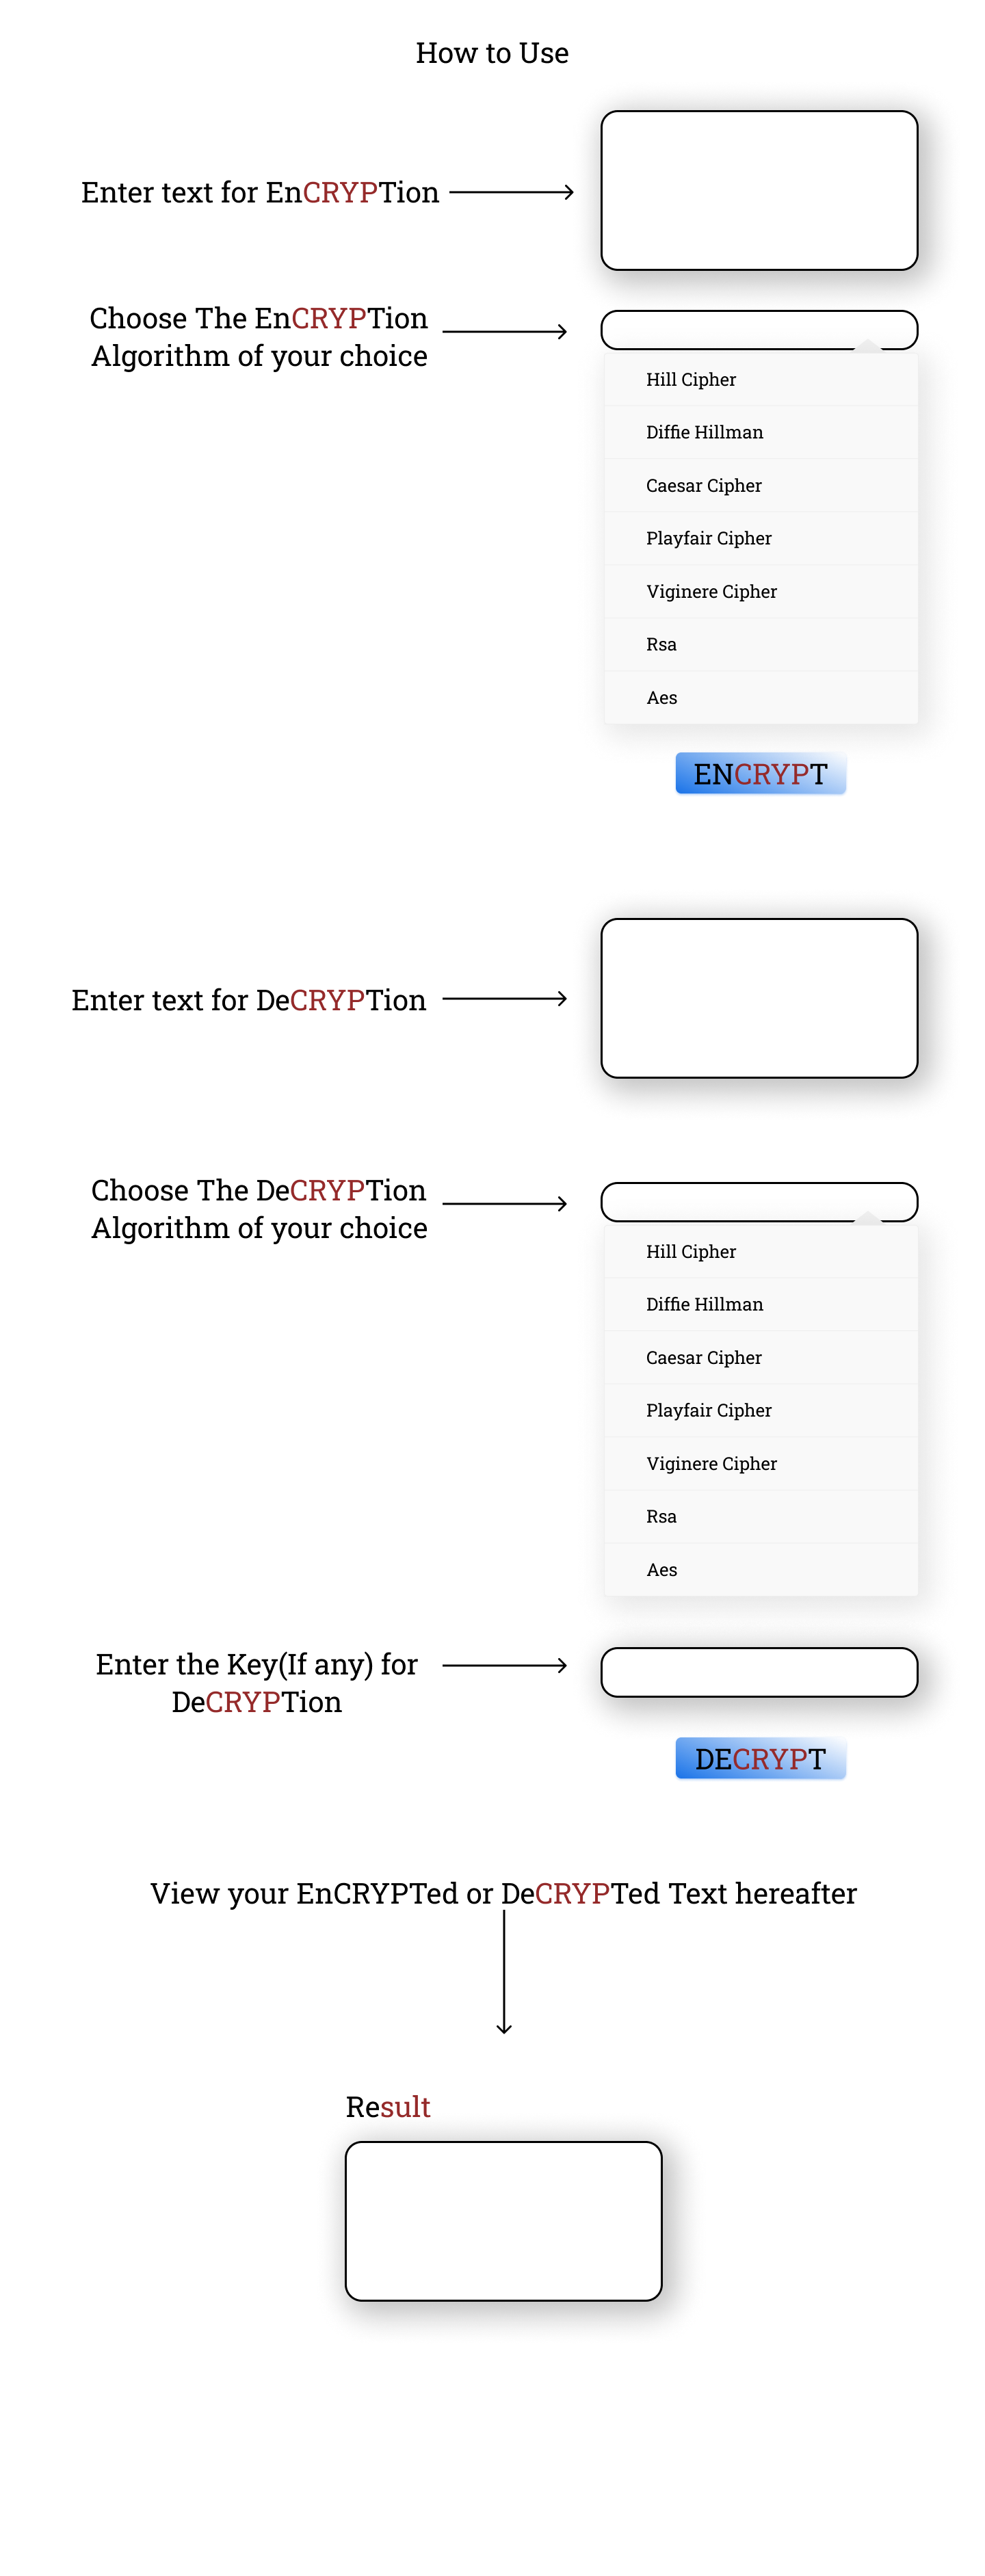 How to Use
Enter text for EnCRYPTion
Choose The EnCRYPTion
Algorithm of your choice
Hill Cipher
Diffie Hillman
Caesar Cipher
Playfair Cipher
Viginere Cipher
Rsa
Aes
ENCRYPT
Enter text for DeCRYPTion
Choose The DeCRYPTion
Algorithm of your choice
Hill Cipher
Diffie Hillman
Caesar Cipher
Playfair Cipher
Viginere Cipher
Rsa
Aes
Enter the Key(If any) for
DeCRYPTion
DECRYPT
View your EnCRYPTed or DeCRYPTed Text hereafter
Result